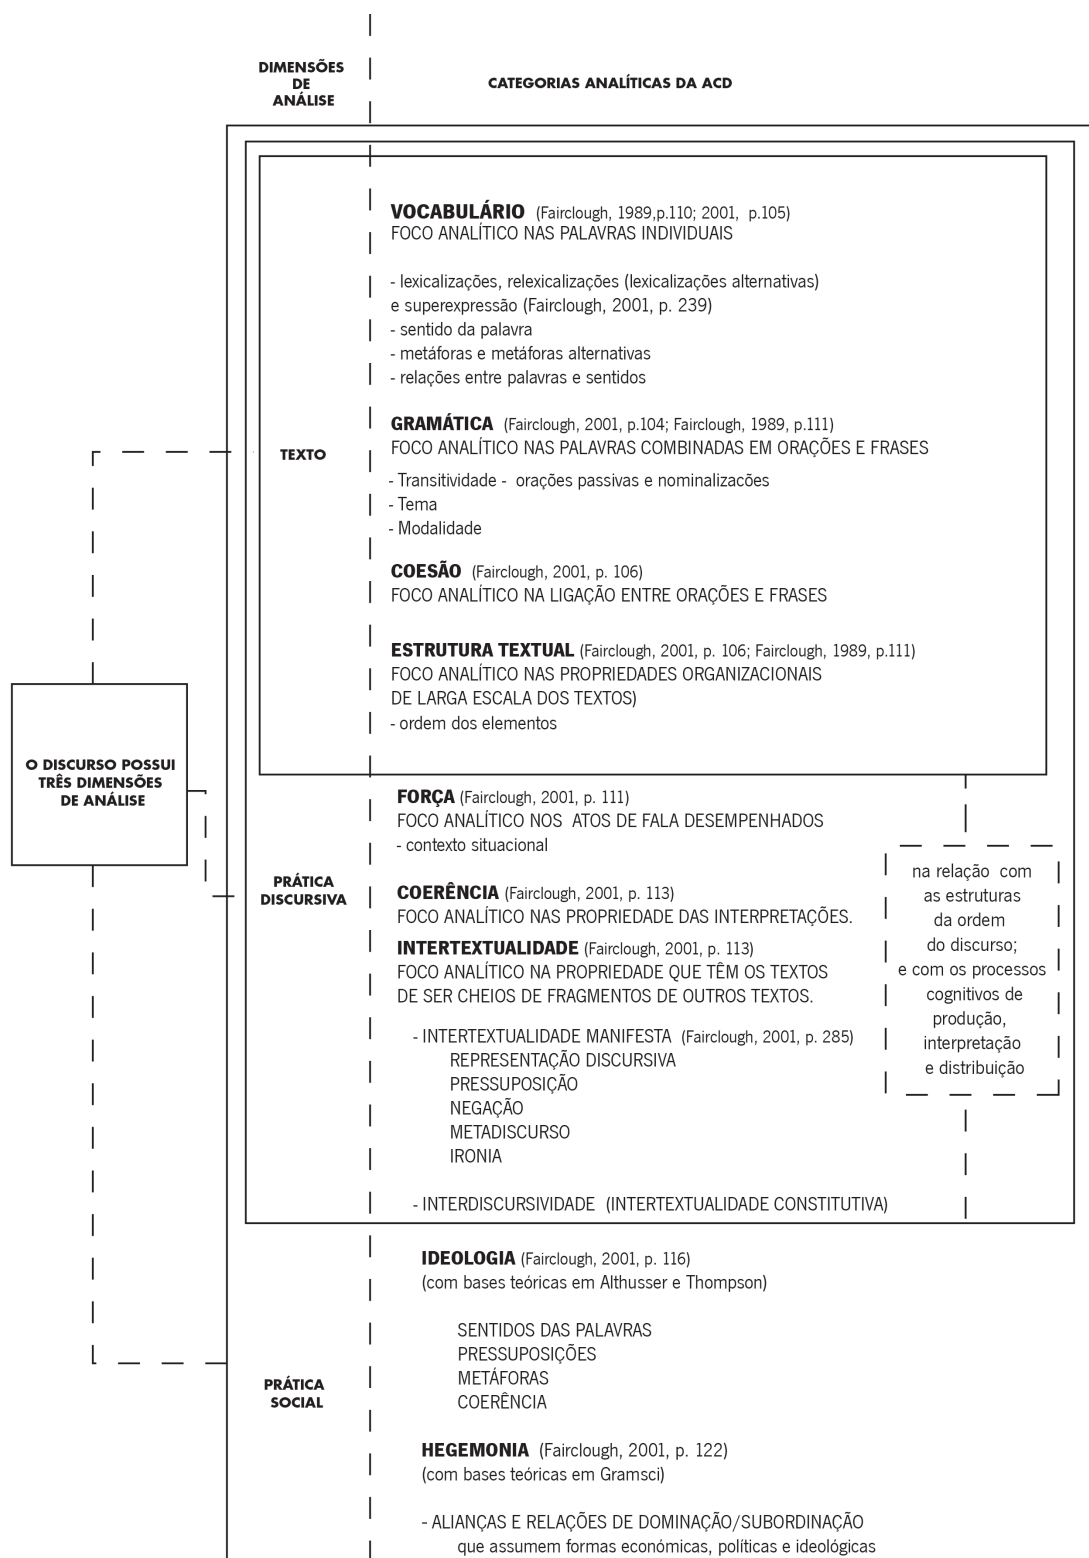 DIMENSÕES
DE
ANÁLISE
CATEGORIAS ANALÍTICAS DA ACD
VOCABULÁRIO (Fairclough, 1989,p.110; 2001, p.105)
FOCO ANALÍTICO NAS PALAVRAS INDIVIDUAIS
- lexicalizações, relexicalizações (lexicalizações alternativas)
e superexpressão (Fairclough, 2001, p. 239)
- sentido da palavra
- metáforas e metáforas alternativas
- relações entre palavras e sentidos
GRAMÁTICA (Fairclough, 2001, p.104; Fairclough, 1989, p.111)
FOCO ANALÍTICO NAS PALAVRAS COMBINADAS EM ORAÇÕES E FRASES
TEXTO
- Transitividade - orações passivas e nominalizacões
- Tema
- Modalidade
COESÃO (Fairclough, 2001, p. 106)
FOCO ANALÍTICO NA LIGAÇÃO ENTRE ORAÇÕES E FRASES
ESTRUTURA TEXTUAL (Fairclough, 2001, p. 106; Fairclough, 1989, p.111)
FOCO ANALÍTICO NAS PROPRIEDADES ORGANIZACIONAIS
DE LARGA ESCALA DOS TEXTOS)
- ordem dos elementos
O DISCURSO POSSUI
TRÊS DIMENSÕES
DE ANÁLISE
FORÇA (Fairclough, 2001, p. 111)
FOCO ANALÍTICO NOS ATOS DE FALA DESEMPENHADOS
- contexto situacional
PRÁTICA
DISCURSIVA
COERÊNCIA (Fairclough, 2001, p. 113)
FOCO ANALÍTICO NAS PROPRIEDADE DAS INTERPRETAÇÕES.
INTERTEXTUALIDADE (Fairclough, 2001, p. 113)
FOCO ANALÍTICO NA PROPRIEDADE QUE TÊM OS TEXTOS
DE SER CHEIOS DE FRAGMENTOS DE OUTROS TEXTOS.
- INTERTEXTUALIDADE MANIFESTA (Fairclough, 2001, p. 285)
REPRESENTAÇÃO DISCURSIVA
PRESSUPOSIÇÃO
NEGAÇÃO
METADISCURSO
IRONIA
- INTERDISCURSIVIDADE (INTERTEXTUALIDADE CONSTITUTIVA)
na relação com
as estruturas
da ordem
do discurso;
e com os processos
cognitivos de
produção,
interpretação
e distribuição
IDEOLOGIA (Fairclough, 2001, p. 116)
(com bases teóricas em Althusser e Thompson)
SENTIDOS DAS PALAVRAS
PRESSUPOSIÇÕES
METÁFORAS
COERÊNCIA
PRÁTICA
SOCIAL
HEGEMONIA (Fairclough, 2001, p. 122)
(com bases teóricas em Gramsci)
- ALIANÇAS E RELAÇÕES DE DOMINAÇÃO/SUBORDINAÇÃO
que assumem formas económicas, políticas e ideológicas